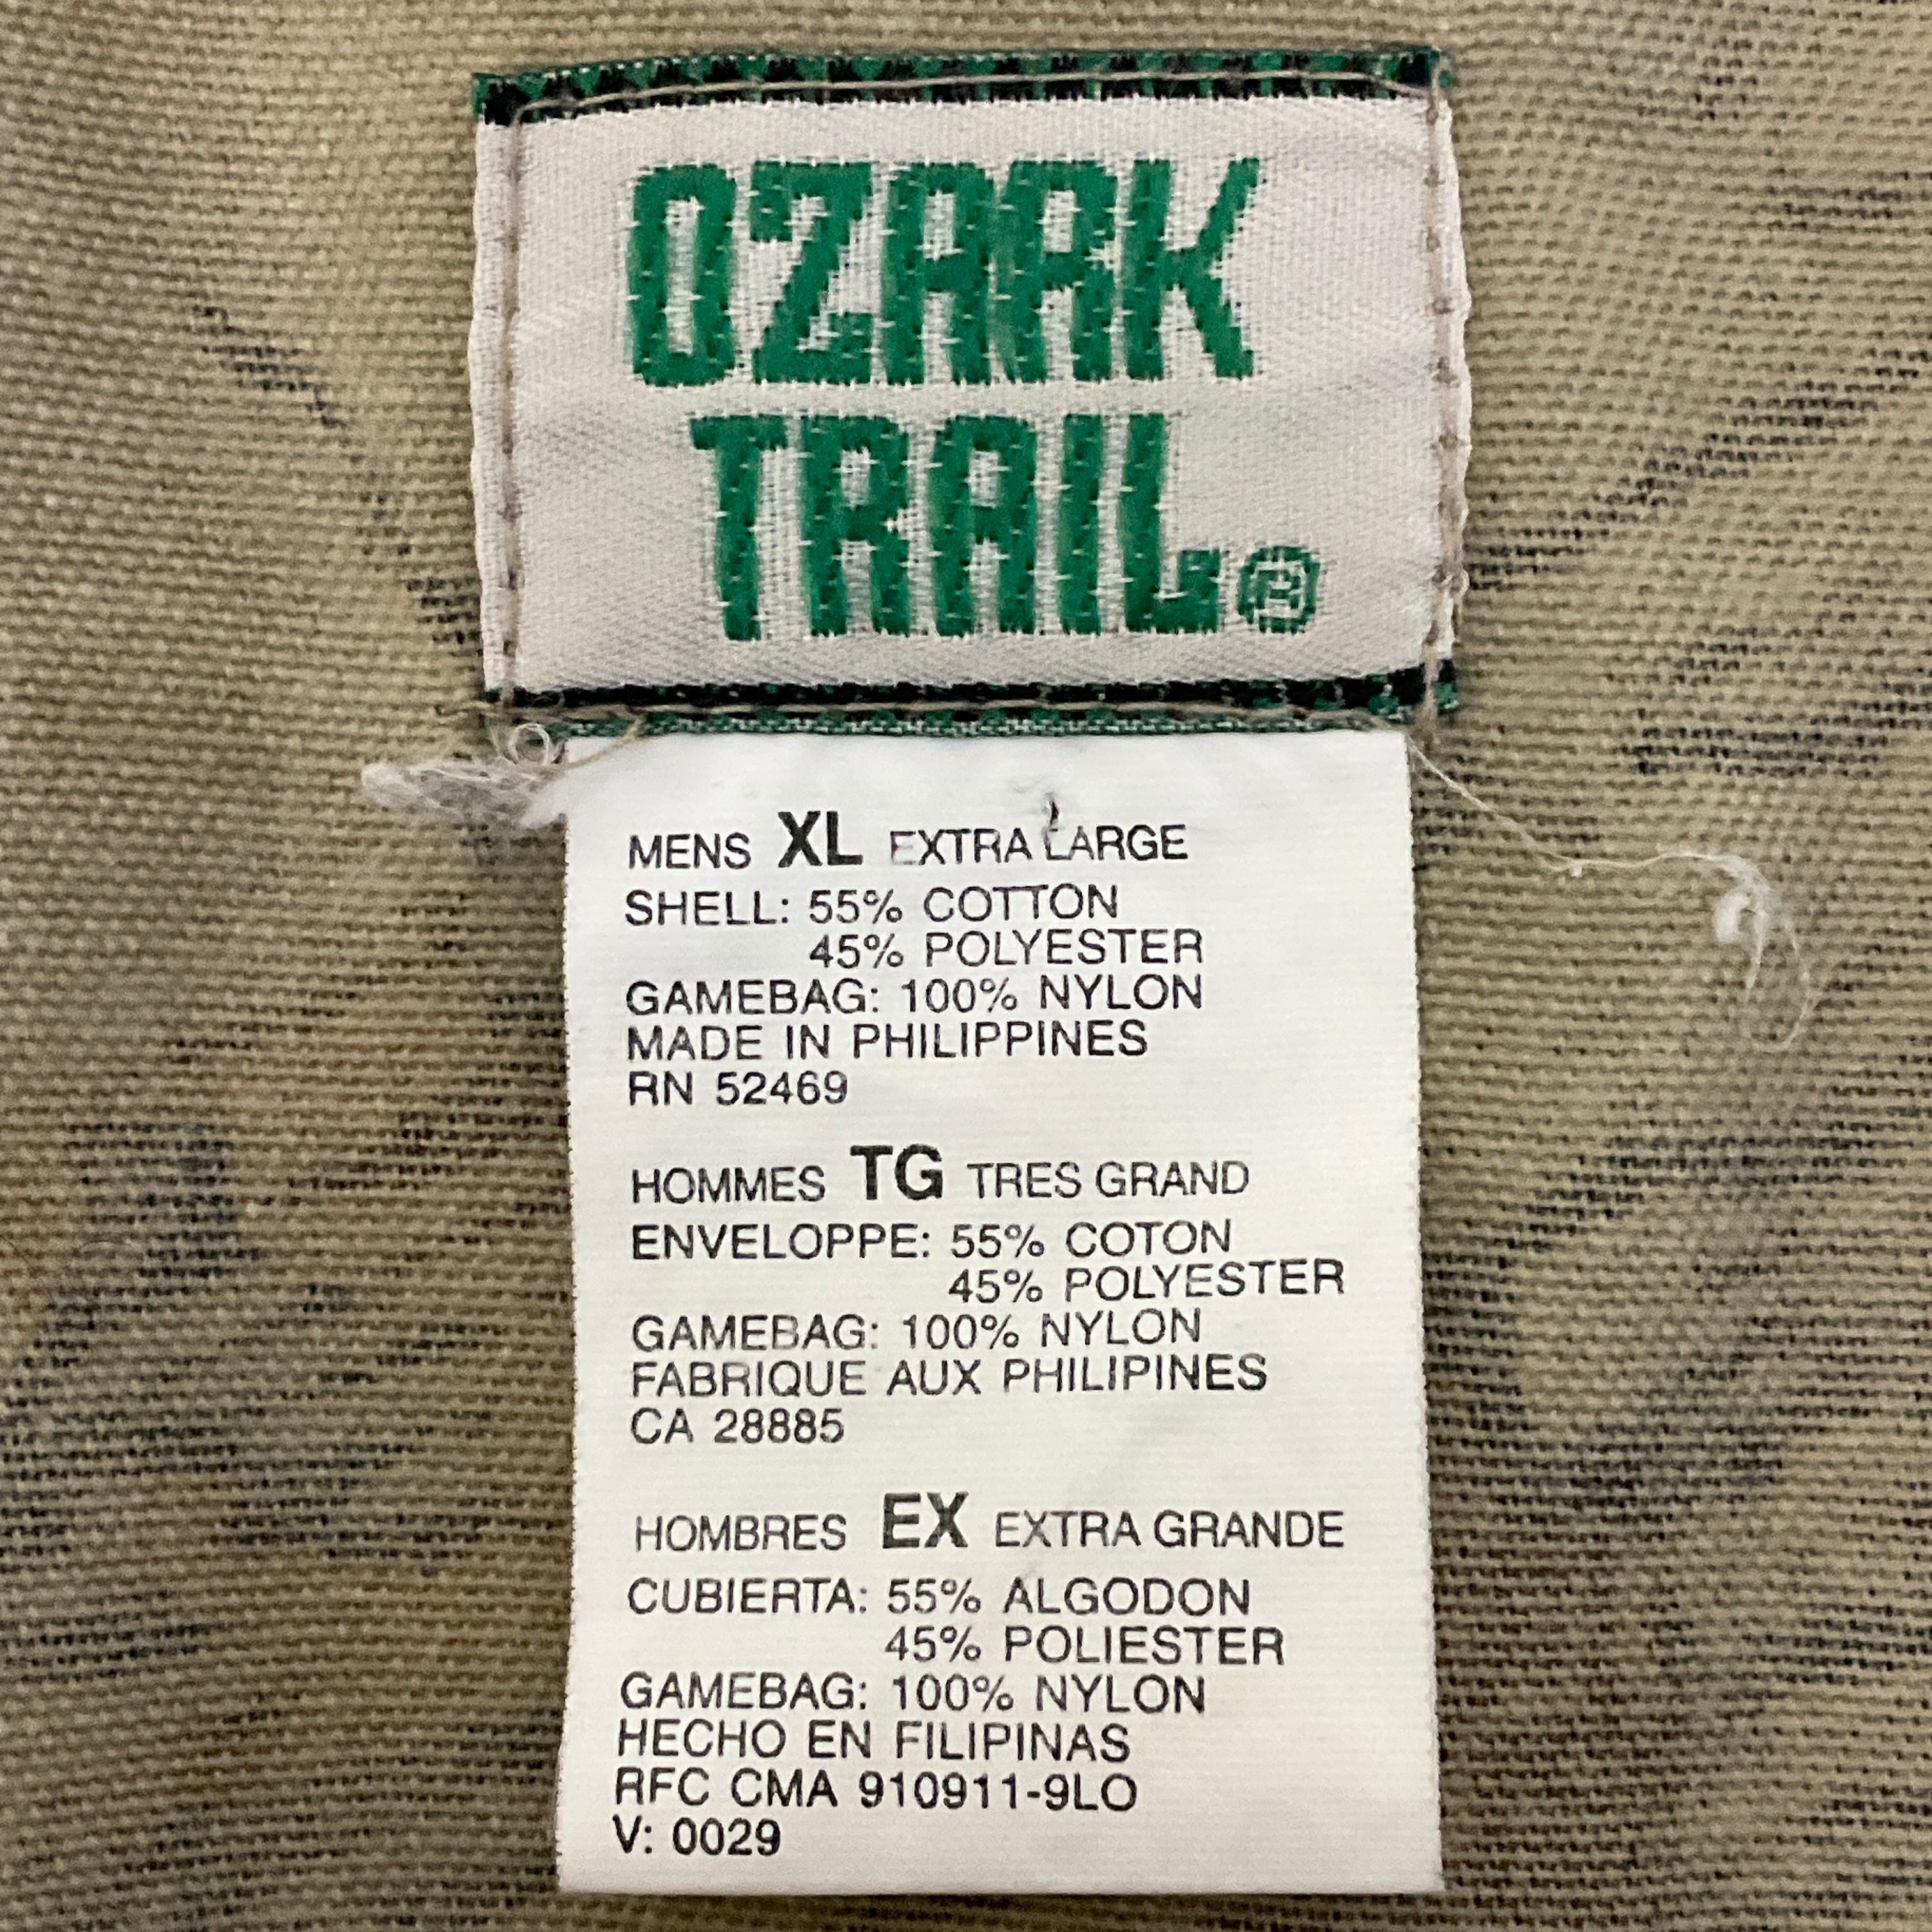 OZARK
TRAIL®
MENS XL EXTRA LARGE
SHELL: 55% COTTON
45% POLYESTER
GAMEBAG: 100% NYLON
MADE IN PHILIPPINES
RN 52469
HOMMES TG TRES GRAND
ENVELOPPE: 55% COTON
45% POLYESTER
GAMEBAG: 100% NYLON
FABRIQUE AUX PHILIPINES
CA 28885
HOMBRES EX EXTRA GRANDE
CUBIERTA: 55% ALGODON
45% POLIESTER
GAMEBAG: 100% NYLON
HECHO EN FILIPINAS
RFC CMA 910911-9LO
V: 0029